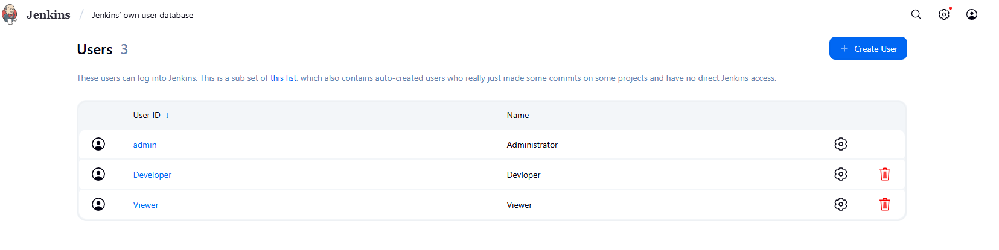 Jenkins / Jenkins’ own user database
Users 3
+ Create User
These users can log into Jenkins. This is a sub set of this list, which also contains auto-created users who really just made some commits on some projects and have no direct Jenkins access.
User ID ↓ Name
admin Administrator
Developer Devloper
Viewer Viewer